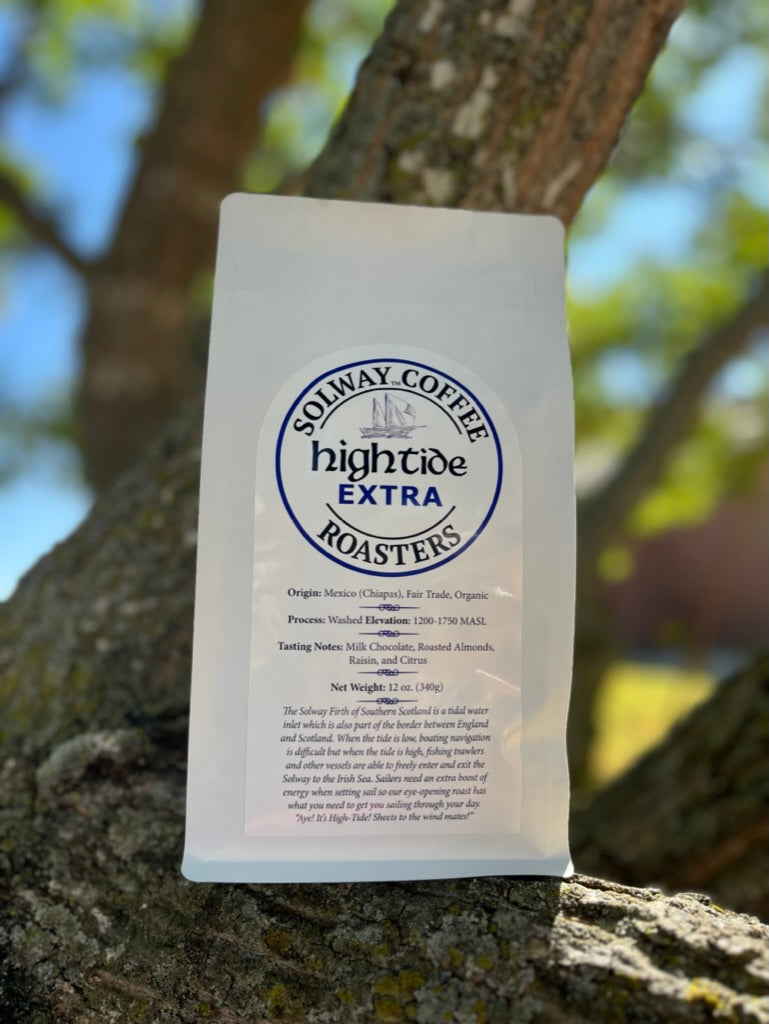 SOLWAY™COFFEE
hightide
EXTRA
ROASTERS
Origin: Mexico (Chiapas), Fair Trade, Organic
Process: Washed Elevation: 1200-1750 MASL
Tasting Notes: Milk Chocolate, Roasted Almonds,
Raisin, and Citrus
Net Weight: 12 oz. (340g)
The Solway Firth of Southern Scotland is a tidal water
inlet which is also part of the border between England
and Scotland. When the tide is low, boating navigation
is difficult but when the tide is high, fishing trawlers
and other vessels are able to freely enter and exit the
Solway to the Irish Sea. Sailors need an extra boost of
energy when setting sail so our eye-opening roast has
what you need to get you sailing through your day.
"Aye! It's High-Tide! Sheets to the wind mates!"